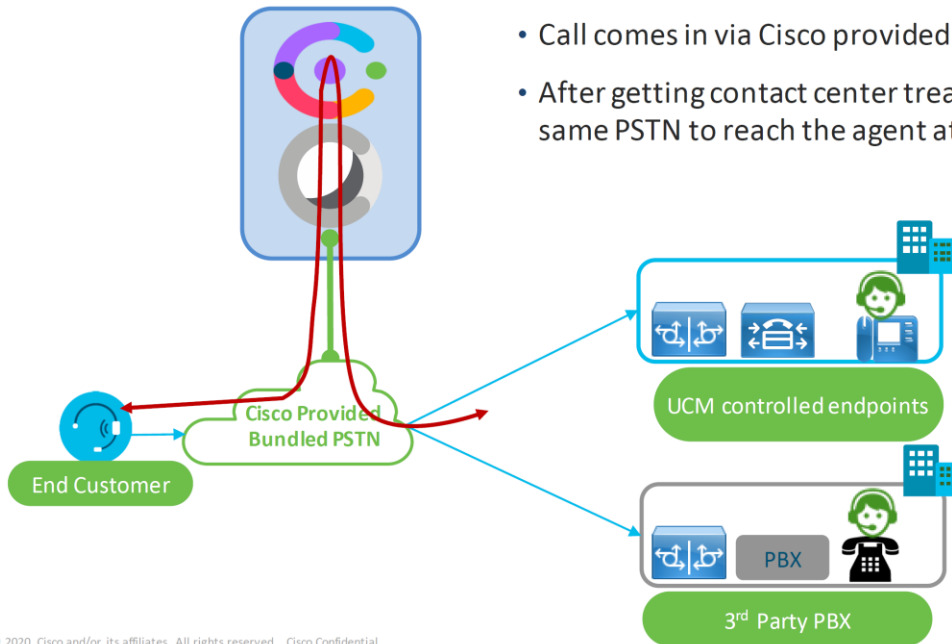 • Call comes in via Cisco provided
• After getting contact center trea
same PSTN to reach the agent at
Cisco Provided
Bundled PSTN
UCM controlled endpoints
End Customer
PBX
3rd Party PBX
2020 Cisco and/or its affiliates. All rights reserved. Cisco Confidential